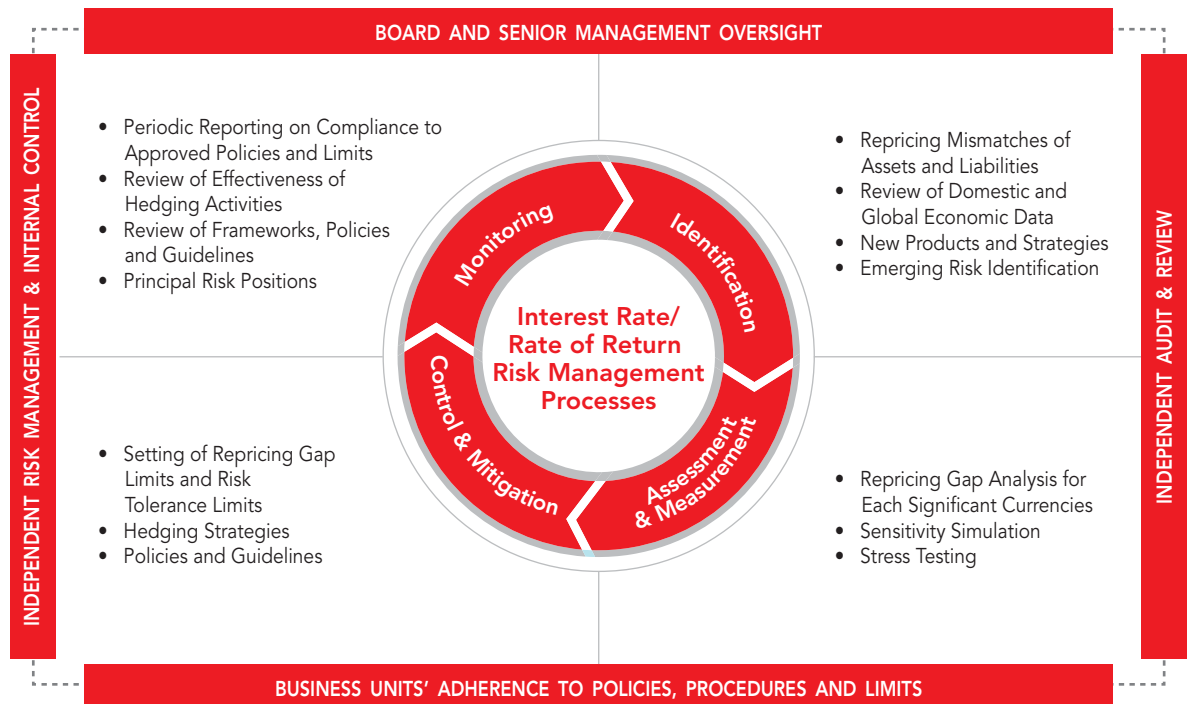 BOARD AND SENIOR MANAGEMENT OVERSIGHT
INDEPENDENT RISK MANAGEMENT & INTERNAL CONTROL
• Periodic Reporting on Compliance to
Approved Policies and Limits
• Review of Effectiveness of
Hedging Activities
• Review of Frameworks, Policies
and Guidelines
• Principal Risk Positions
• Repricing Mismatches of
Assets and Liabilities
• Review of Domestic and
Global Economic Data
• New Products and Strategies
• Emerging Risk Identification
INDEPENDENT AUDIT & REVIEW
Monitoring
Identification
Interest Rate/
Rate of Return
Risk Management
Processes
Control & Mitigation
Assessment
& Measurement
• Setting of Repricing Gap
Limits and Risk
Tolerance Limits
• Hedging Strategies
• Policies and Guidelines
• Repricing Gap Analysis for
Each Significant Currencies
• Sensitivity Simulation
• Stress Testing
BUSINESS UNITS' ADHERENCE TO POLICIES, PROCEDURES AND LIMITS